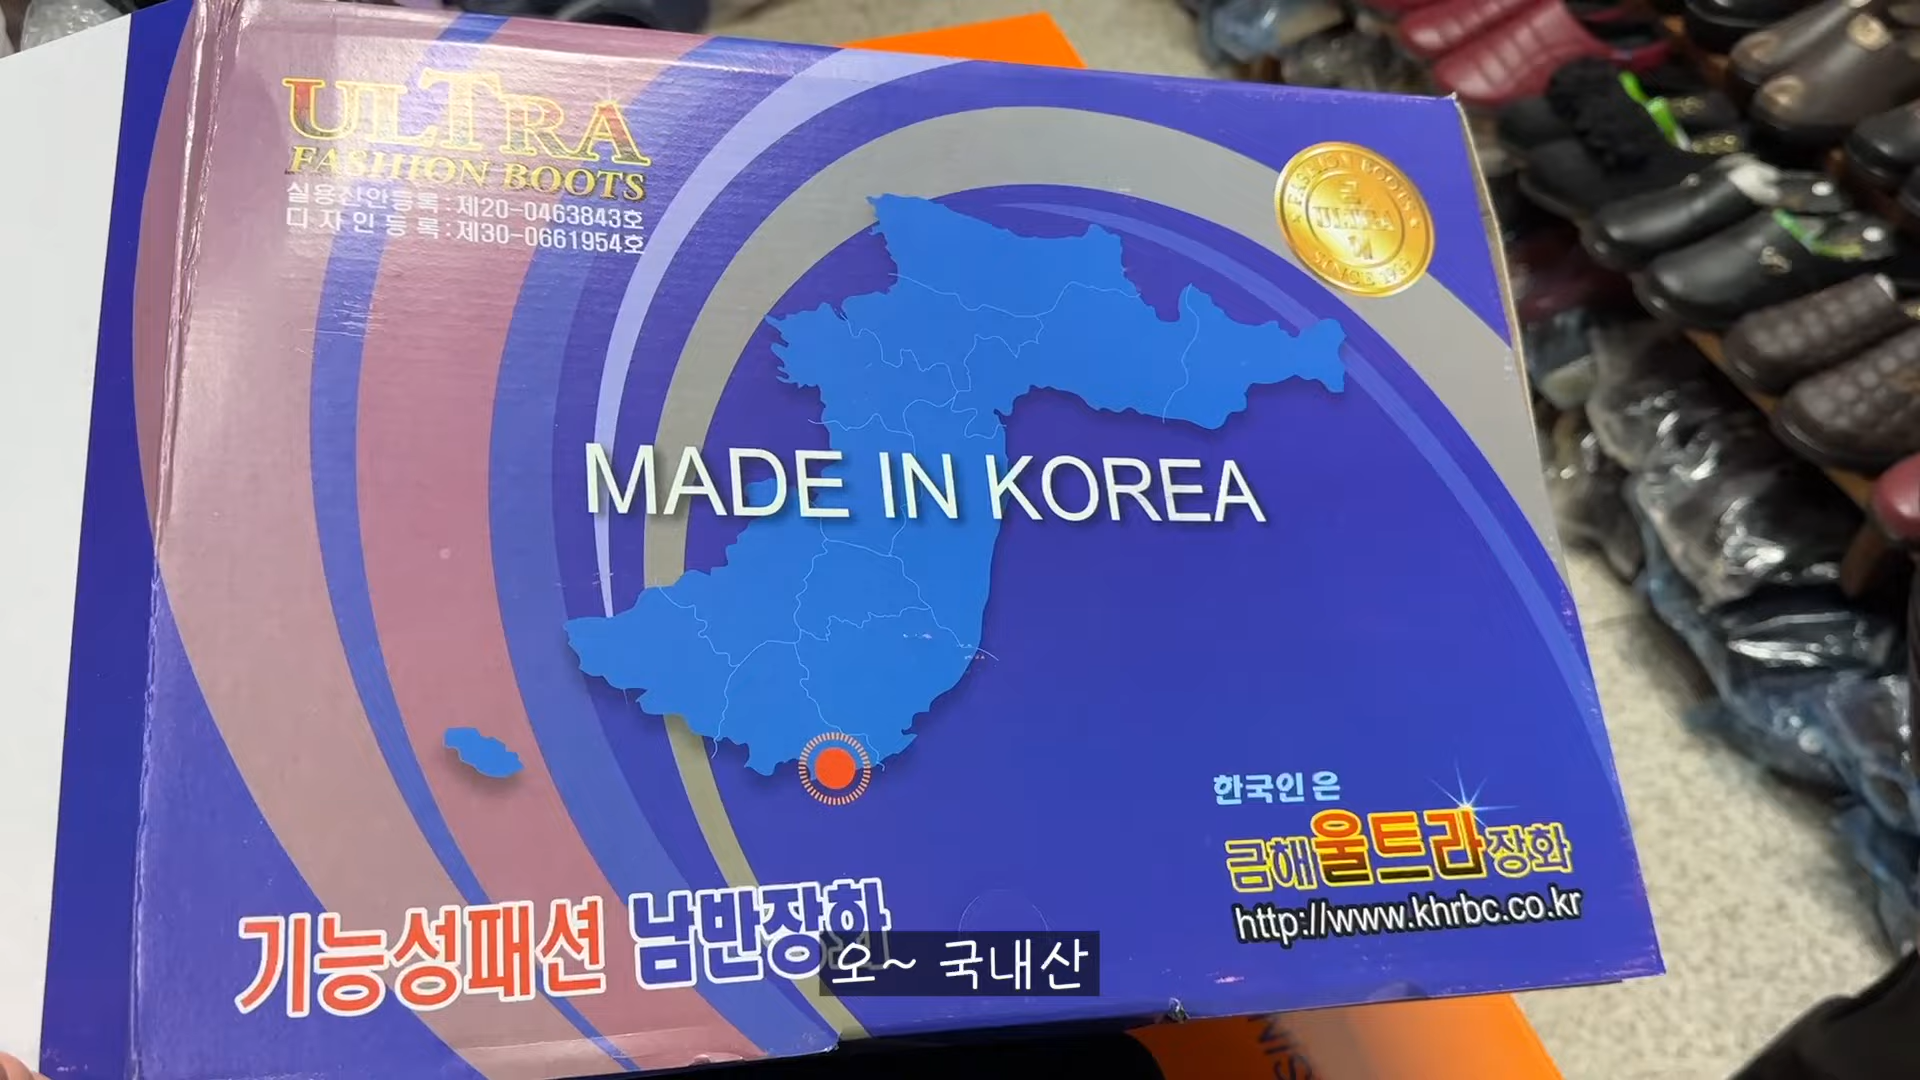 ULTRA
FASHION BOOTS
실용신안등록:제20-0463843호
디자인등록:제30-0661954호
FASHION BOOTS
ULTRA
MADE IN KOREA
한국인은
금해울트라장화
http://www.khrbc.co.kr
기능성패션 남반장화
오~ 국내산